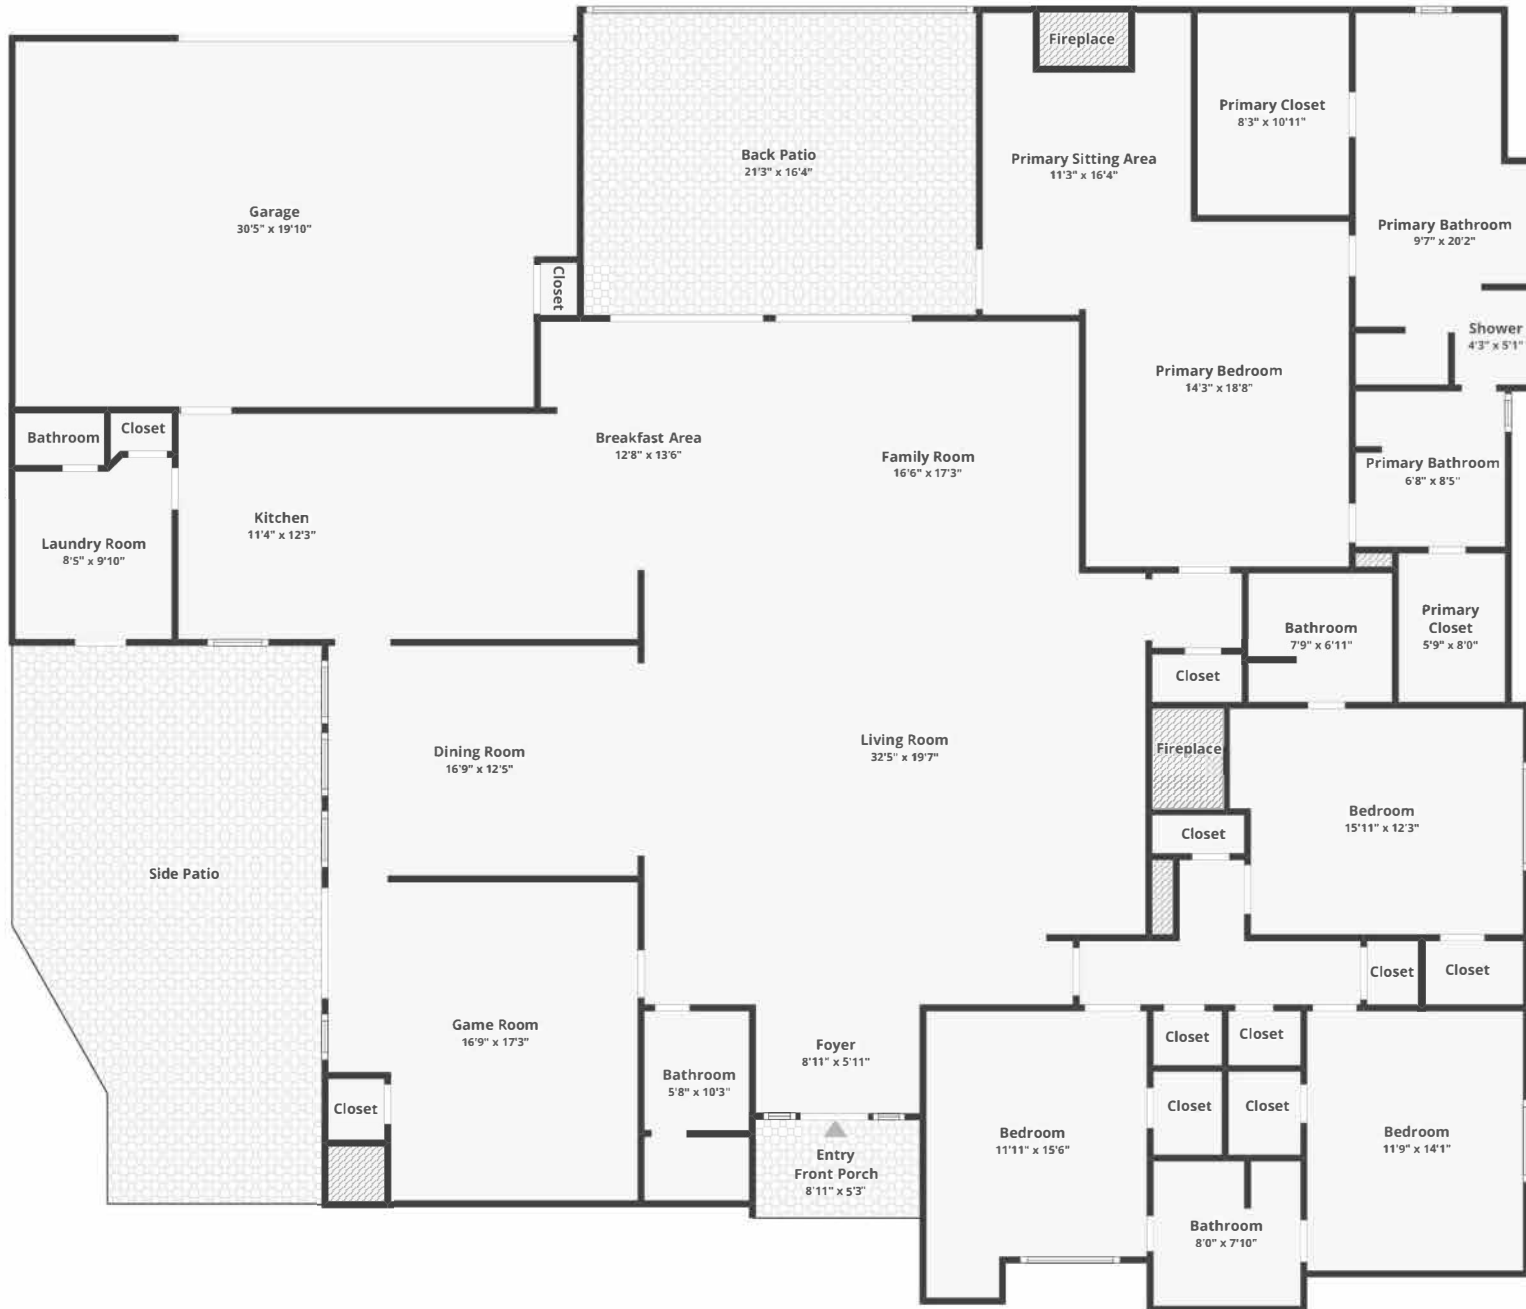 Fireplace
Primary Closet
8'3" x 10'11"
Back Patio
21'3" x 16'4"
Primary Sitting Area
11'3" x 16'4"
Garage
30'5" x 19'10"
Primary Bathroom
9'7" x 20'2"
Closet
Shower
4'3" x 5'1"
Primary Bedroom
14'3" x 18'8"
Bathroom
Closet
Breakfast Area
12'8" x 13'6"
Family Room
16'6" x 17'3"
Primary Bathroom
6'8" x 8'5"
Kitchen
11'4" x 12'3"
Laundry Room
8'5" x 9'10"
Primary
Closet
5'9" x 8'0"
Bathroom
7'9" x 6'11"
Closet
Dining Room
16'9" x 12'5"
Living Room
32'5" x 19'7"
Fireplace
Bedroom
15'11" x 12'3"
Closet
Side Patio
Closet
Closet
Game Room
16'9" x 17'3"
Foyer
8'11" x 5'11"
Closet
Closet
Bathroom
5'8" x 10'3"
Closet
Closet
Closet
Bedroom
11'11" x 15'6"
Bedroom
11'9" x 14'1"
Entry
Front Porch
8'11" x 5'3"
Bathroom
8'0" x 7'10"